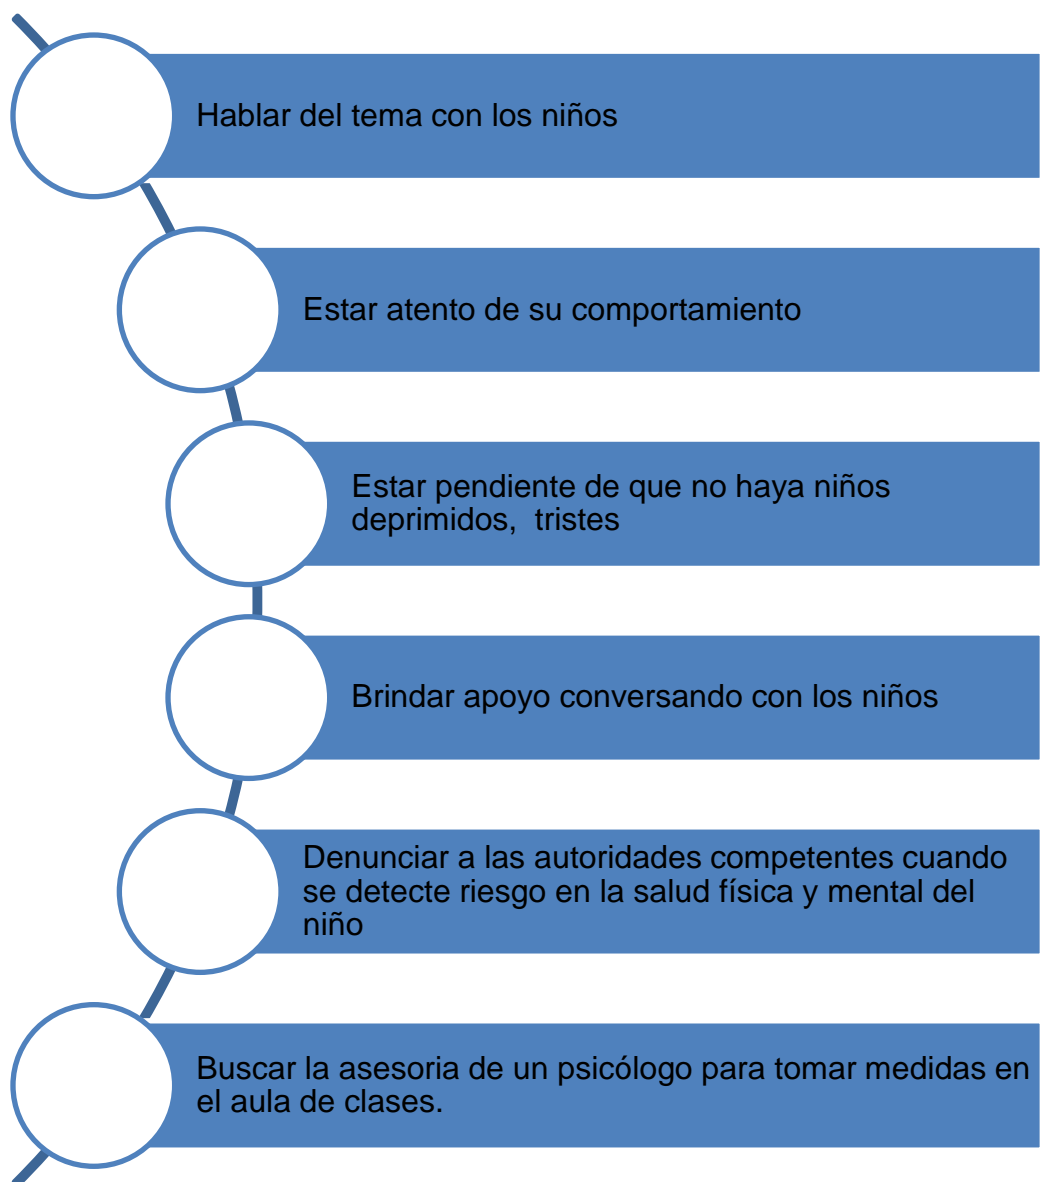 Hablar del tema con los niños
Estar atento de su comportamiento
Estar pendiente de que no haya niños
deprimidos,  tristes
Brindar apoyo conversando con los niños
Denunciar a las autoridades competentes cuando
se detecte riesgo en la salud física y mental del
niño
Buscar la asesoria de un psicólogo para tomar medidas en
el aula de clases.